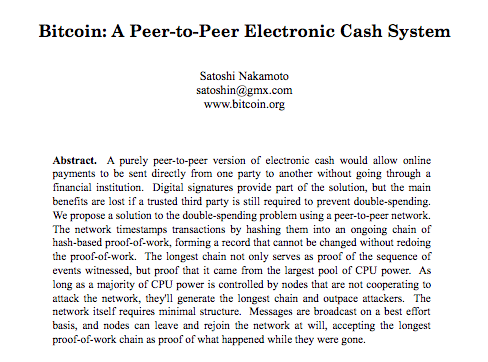 Bitcoin: A Peer-to-Peer Electronic Cash System
Satoshi Nakamoto
satoshin@gmx.com
www.bitcoin.org
Abstract. A purely peer-to-peer version of electronic cash would allow online
payments to be sent directly from one party to another without going through a
financial institution. Digital signatures provide part of the solution, but the main
benefits are lost if a trusted third party is still required to prevent double-spending.
We propose a solution to the double-spending problem using a peer-to-peer network.
The network timestamps transactions by hashing them into an ongoing chain of
hash-based proof-of-work, forming a record that cannot be changed without redoing
the proof-of-work. The longest chain not only serves as proof of the sequence of
events witnessed, but proof that it came from the largest pool of CPU power. As
long as a majority of CPU power is controlled by nodes that are not cooperating to
attack the network, they'll generate the longest chain and outpace attackers. The
network itself requires minimal structure. Messages are broadcast on a best effort
basis, and nodes can leave and rejoin the network at will, accepting the longest
proof-of-work chain as proof of what happened while they were gone.